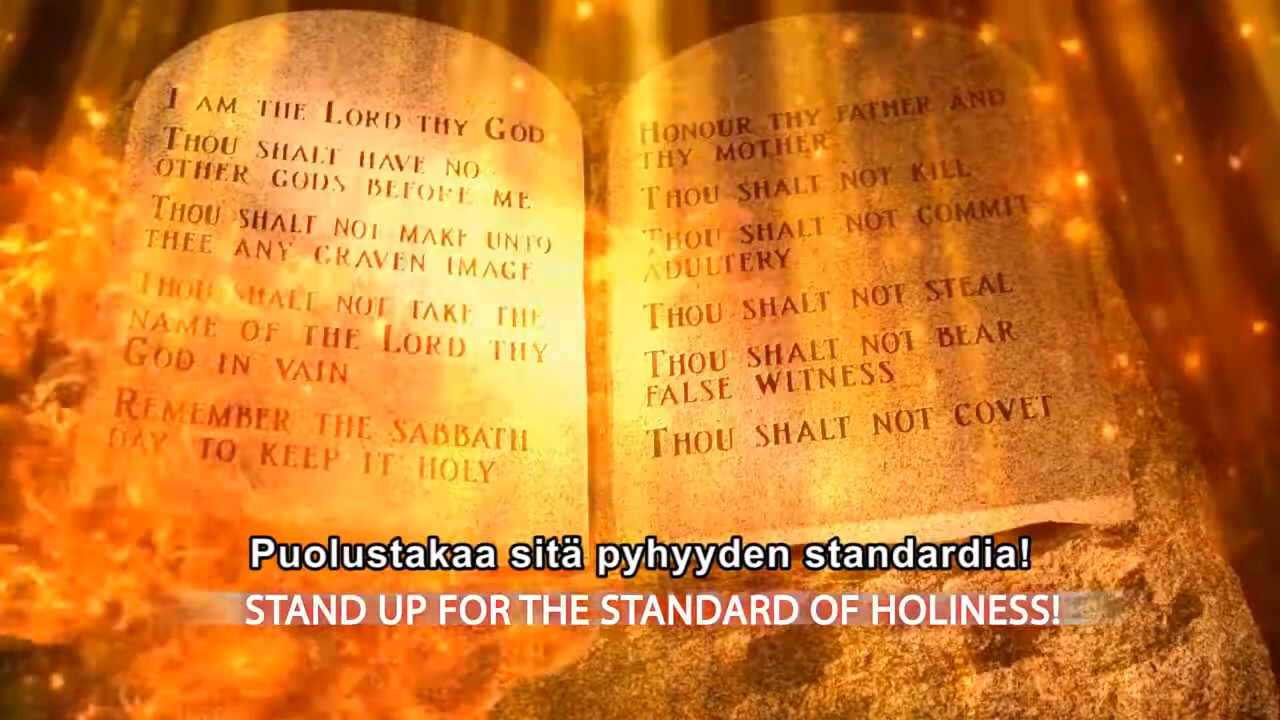 I AM THE LORD THY GOD
THOU SHALT HAVE NO
OTHER GODS BEFORE ME
THOU SHALT NOT MAKE UNTO
THEE ANY GRAVEN IMAGE
THOU SHALT NOT TAKE THE
NAME OF THE LORD THY
GOD IN VAIN
REMEMBER THE SABBATH
DAY TO KEEP IT HOLY
HONOUR THY FATHER AND
THY MOTHER
THOU SHALT NOT KILL
THOU SHALT NOT COMMIT
ADULTERY
THOU SHALT NOT STEAL
THOU SHALT NOT BEAR
FALSE WITNESS
THOU SHALT NOT COVET
Puolustakaa sitä pyhyyden standardia!
STAND UP FOR THE STANDARD OF HOLINESS!